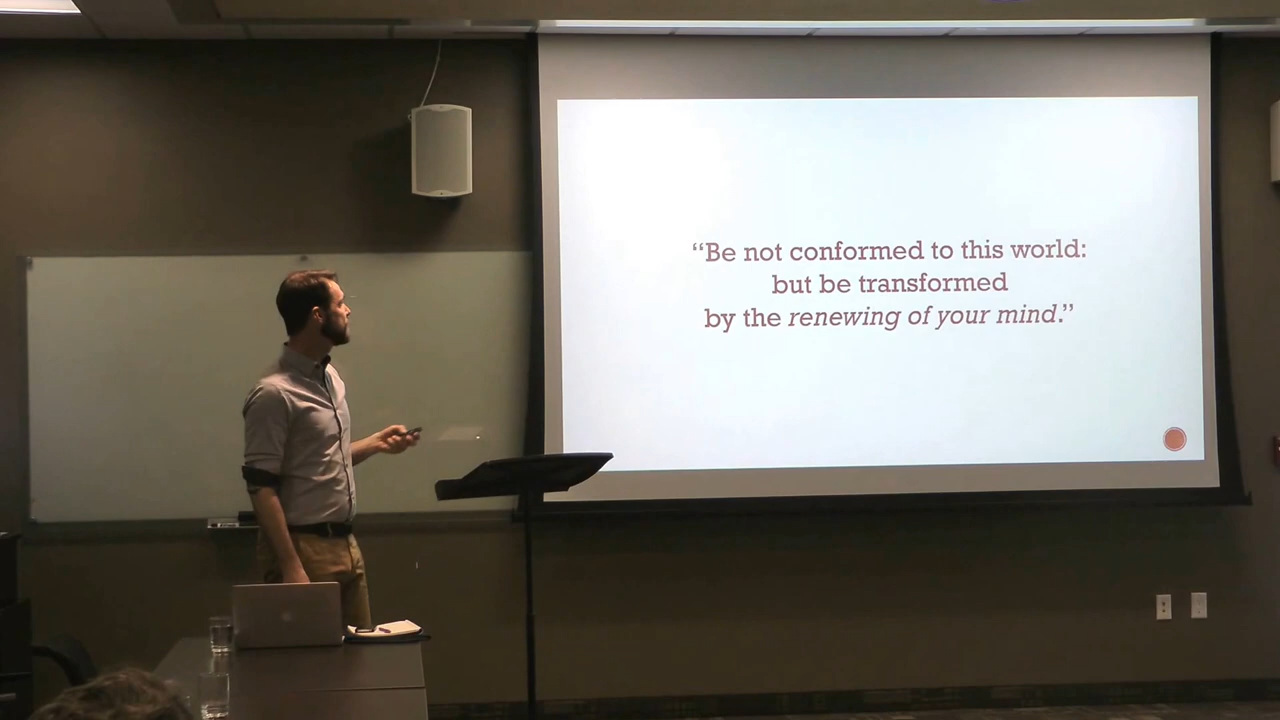 “Be not conformed to this world:
but be transformed
by the renewing of your mind.”